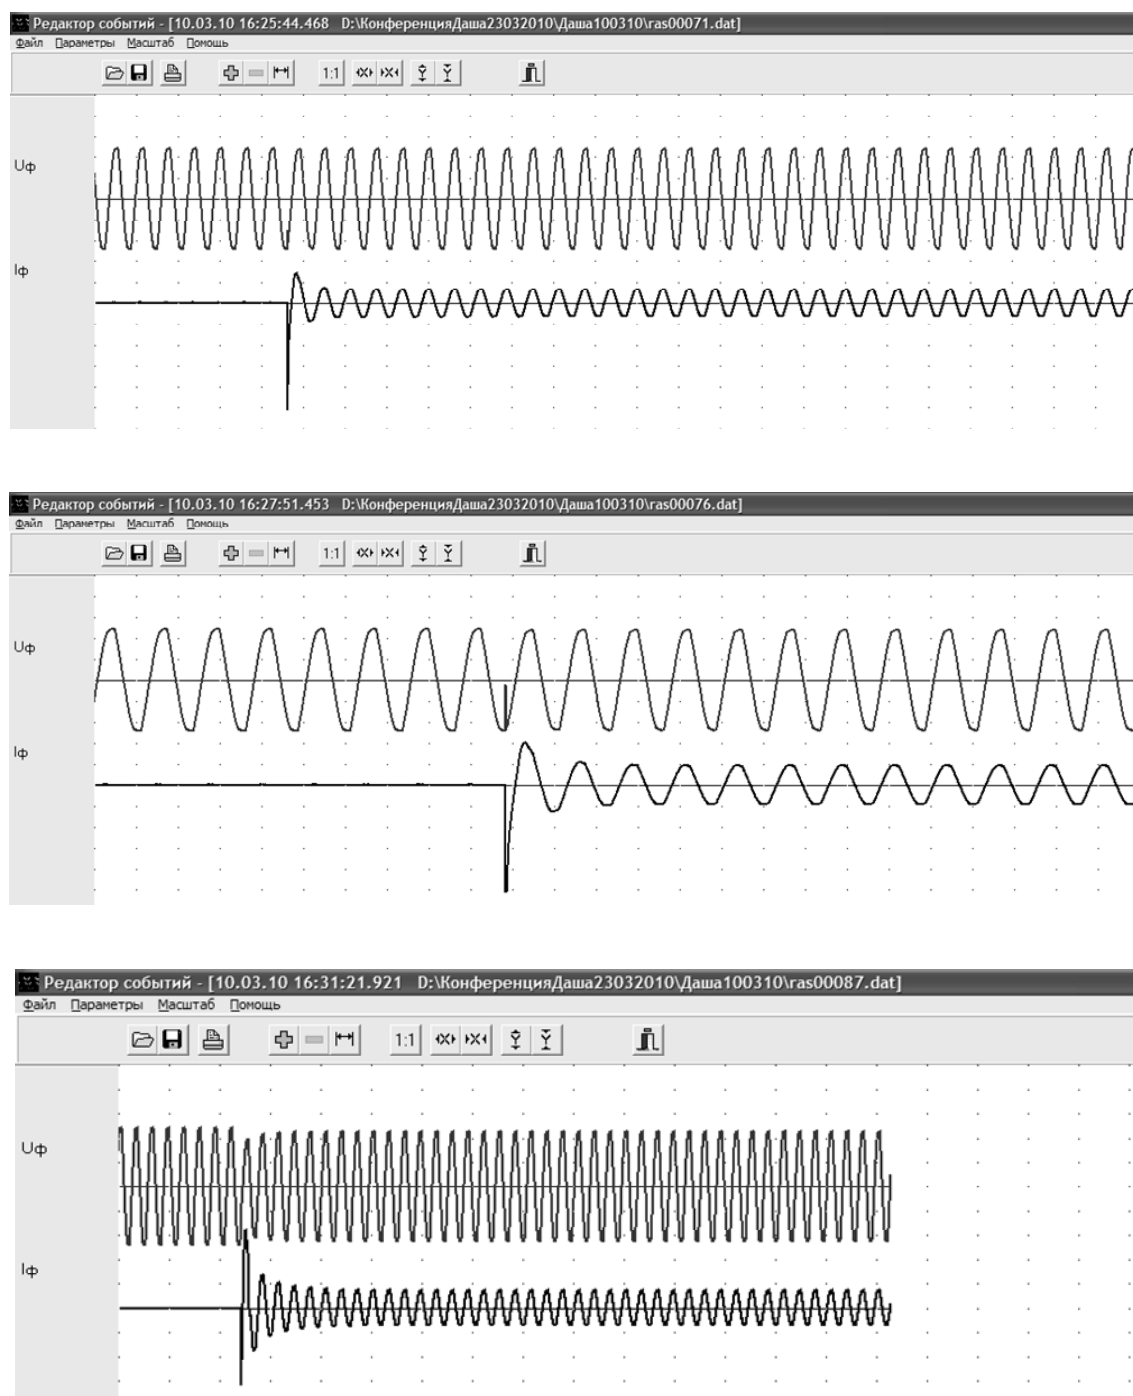 Редактор событий - [10.03.10 16:25:44.468 D:\КонференцияДаша23032010\Даша100310\ras00071.dat]
Файл Параметры Масштаб Помощь
1:1
Uф
Iф
Редактор событий - [10.03.10 16:27:51.453 D:\КонференцияДаша23032010\Даша100310\ras00076.dat]
Файл Параметры Масштаб Помощь
1:1
Uф
Iф
Редактор событий - [10.03.10 16:31:21.921 D:\КонференцияДаша23032010\Даша100310\ras00087.dat]
Файл Параметры Масштаб Помощь
1:1
Uф
Iф